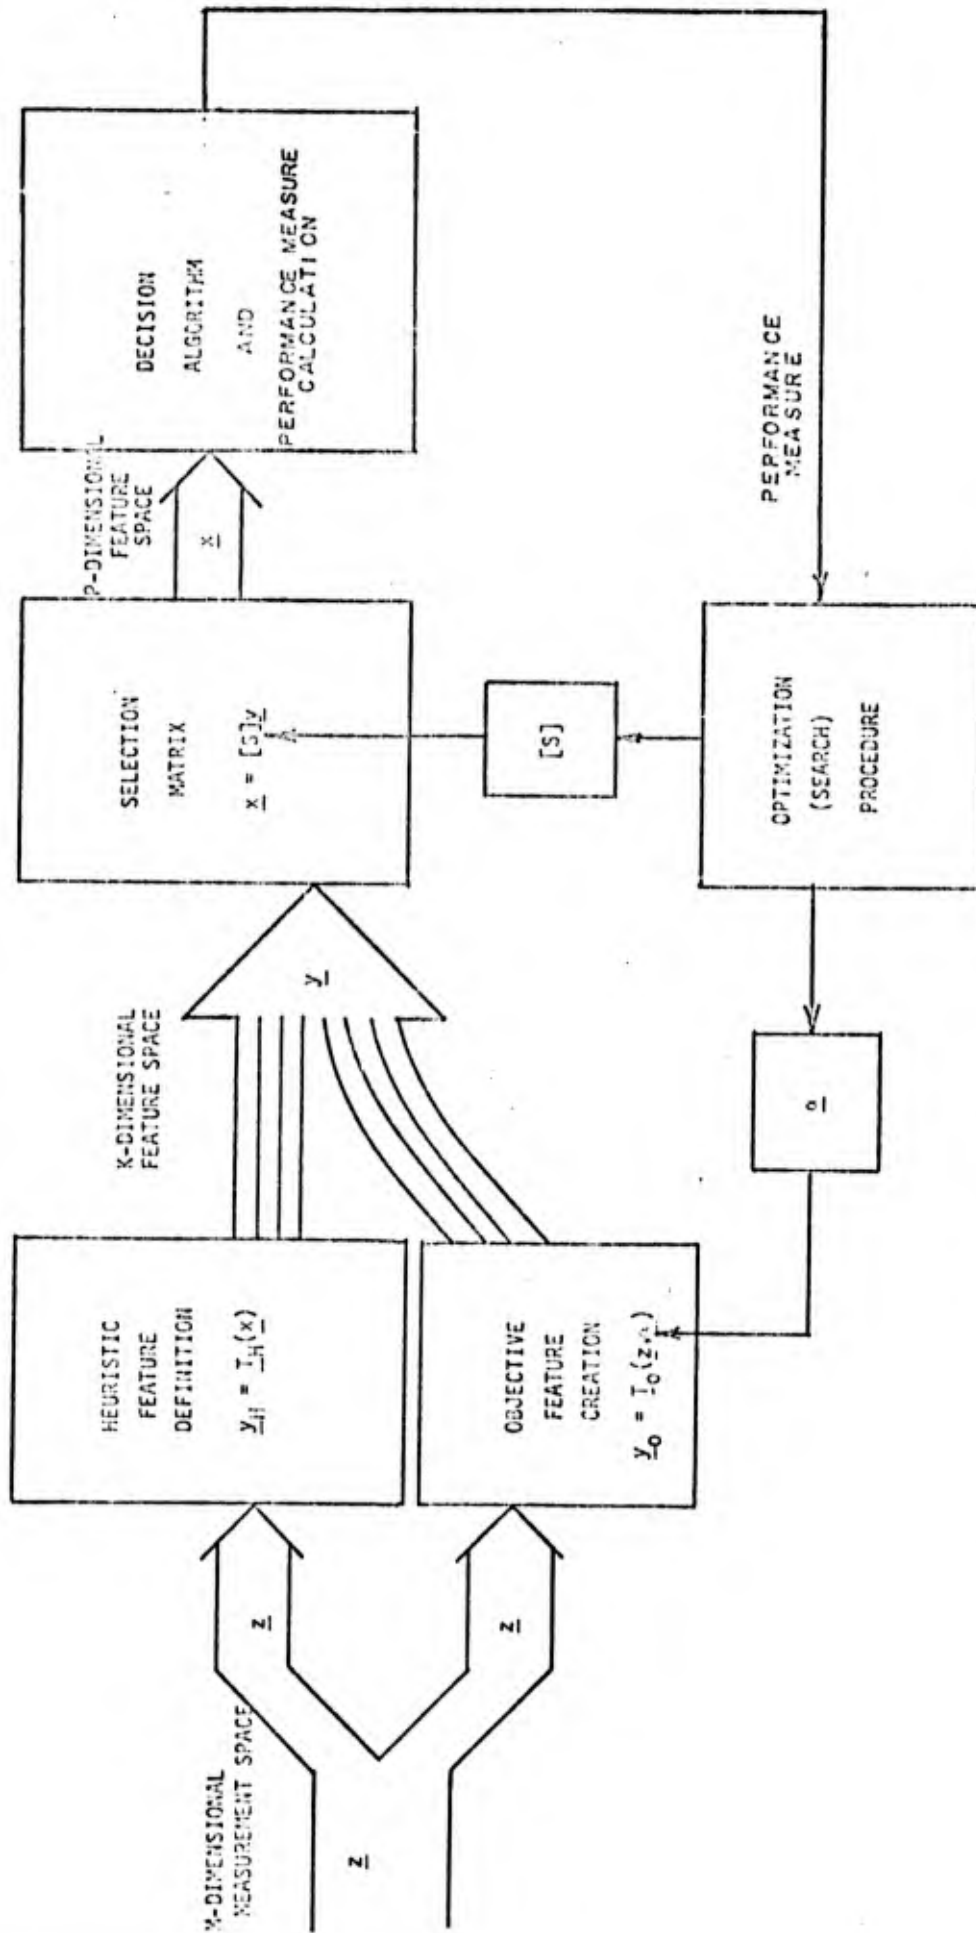 M-DIMENSIONAL
MEASUREMENT SPACE
z
z
z
HEURISTIC
FEATURE
DEFINITION
y_H = T_H(x)
OBJECTIVE
FEATURE
CREATION
K-DIMENSIONAL
FEATURE SPACE
y
SELECTION
MATRIX
x = [S]y
P-DIMENSIONAL
FEATURE
SPACE
x
DECISION
ALGORITHM
AND
PERFORMANCE MEASURE
CALCULATION
PERFORMANCE
MEASURE
OPTIMIZATION
(SEARCH)
PROCEDURE
[S]